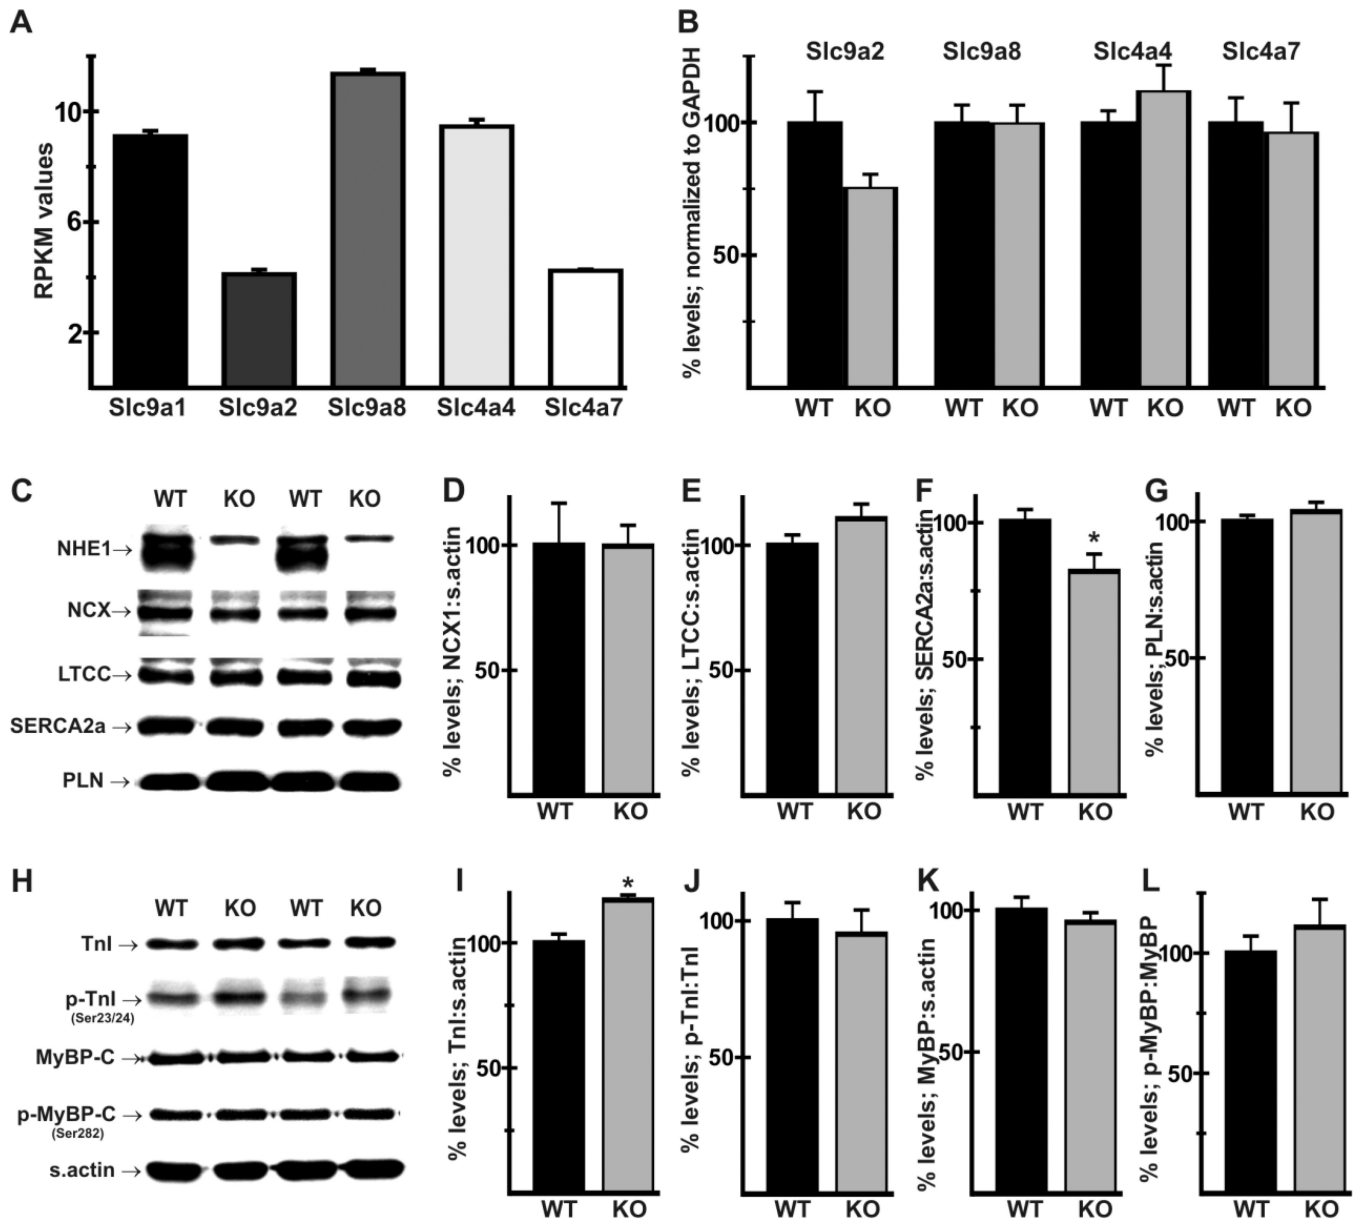 A
RPKM values
10
6
2
Slc9a1 Slc9a2 Slc9a8 Slc4a4 Slc4a7
B
% levels; normalized to GAPDH
Slc9a2 Slc9a8 Slc4a4 Slc4a7
100
50
WT KO WT KO WT KO WT KO
C
WT KO WT KO
NHE1→
NCX→
LTCC→
SERCA2a→
PLN→
D
% levels; NCX1:s.actin
100
50
WT KO
E
% levels; LTCC:s.actin
100
50
WT KO
F
% levels; SERCA2a:s.actin
100
50
*
WT KO
G
% levels; PLN:s.actin
100
50
WT KO
H
WT KO WT KO
TnI→
p-TnI→
(Ser23/24)
MyBP-C→
p-MyBP-C→
(Ser282)
s.actin→
I
% levels; TnI:s.actin
100
50
*
WT KO
J
% levels; p-TnI:TnI
100
50
WT KO
K
% levels; MyBP:s.actin
100
50
WT KO
L
% levels; p-MyBP:MyBP
100
50
WT KO